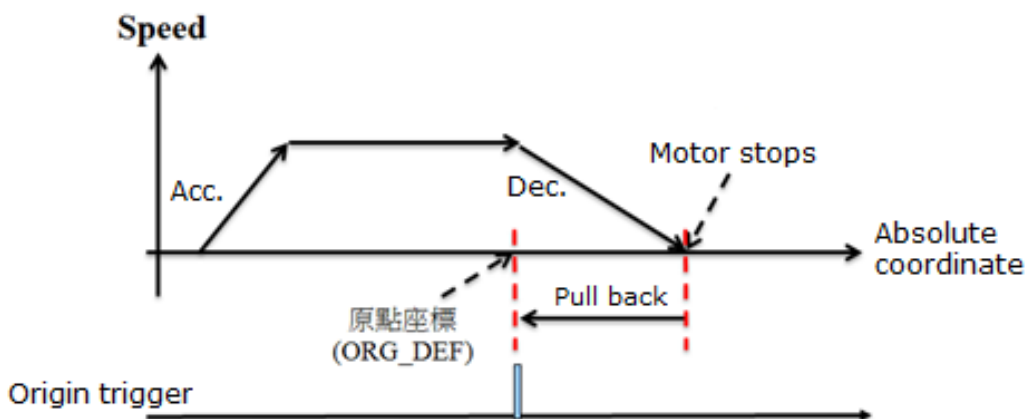 Speed
Acc.
Dec.
Motor stops
Absolute
coordinate
Pull back
原點座標
(ORG_DEF)
Origin trigger